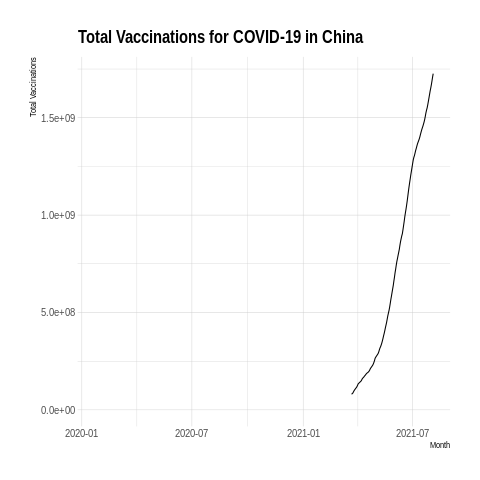 Total Vaccinations for COVID-19 in China
Total Vaccinations
1.5e+09
1.0e+09
5.0e+08
0.0e+00
2020-01
2020-07
2021-01
2021-07
Month